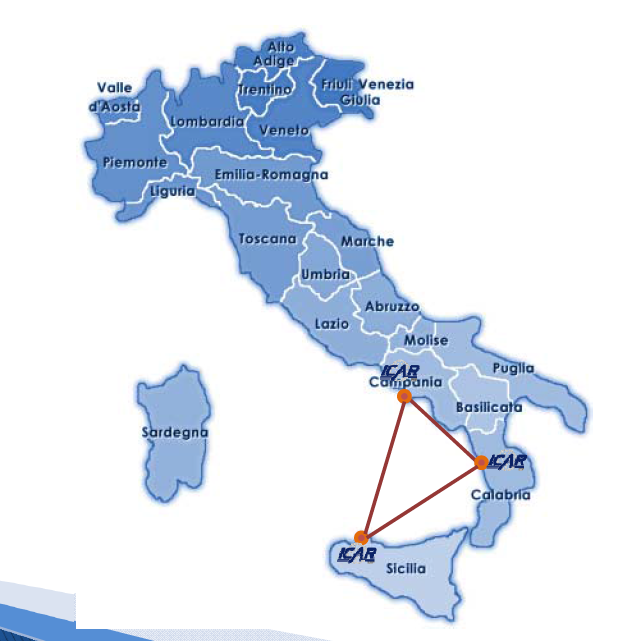 Alto
Adige
Trentino
Friuli Venezia
Giulia
Valle
d'Aosta
Lombardia
Veneto
Piemonte
Emilia-Romagna
Liguria
Toscana
Marche
Umbria
Abruzzo
Lazio
Molise
Puglia
ICAR
Campania
Basilicata
Sardegna
ICAR
Calabria
ICAR
Sicilia